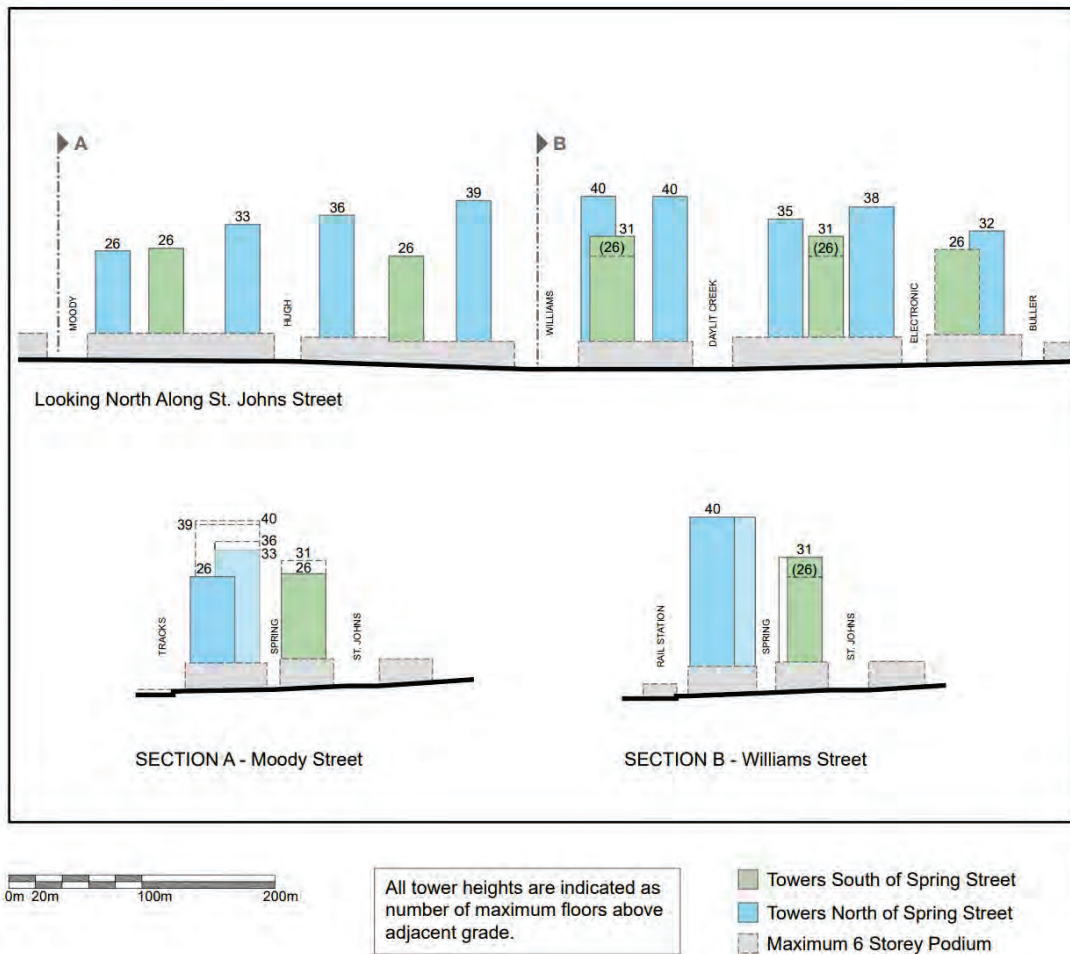 A
B
26
26
33
36
26
39
40
31
(26)
40
35
31
(26)
38
26
32
MOODY
HUGH
WILLIAMS
DAYLIT CREEK
ELECTRONIC
BULLER
Looking North Along St. Johns Street
39
40
36
33
26
31
26
TRACKS
SPRING
ST. JOHNS
SECTION A - Moody Street
40
31
(26)
RAIL STATION
SPRING
ST. JOHNS
SECTION B - Williams Street
0m 20m 100m 200m
All tower heights are indicated as
number of maximum floors above
adjacent grade.
Towers South of Spring Street
Towers North of Spring Street
Maximum 6 Storey Podium